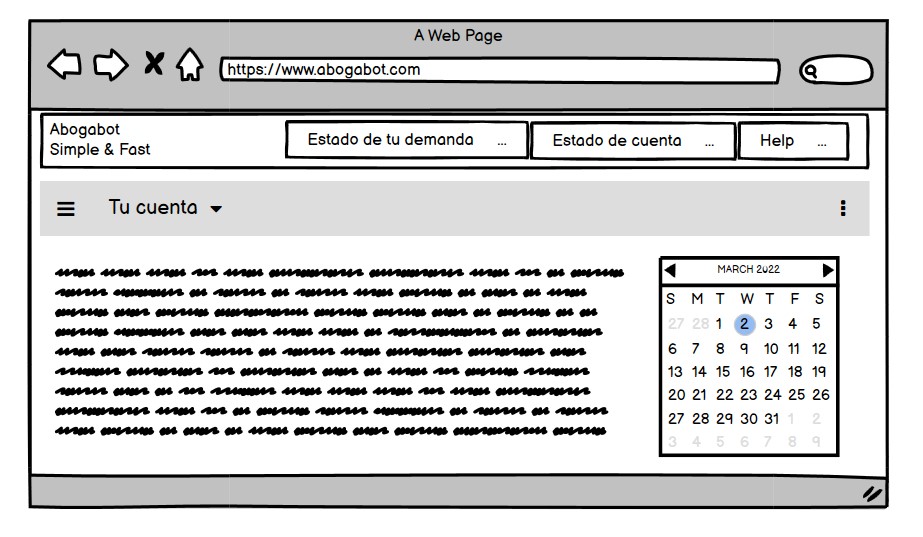 A Web Page
https://www.abogabot.com
Abogabot
Simple & Fast
Estado de tu demanda ...
Estado de cuenta ...
Help ...
Tu cuenta
MARCH 2022
S M T W T F S
27 28 1 2 3 4 5
6 7 8 9 10 11 12
13 14 15 16 17 18 19
20 21 22 23 24 25 26
27 28 29 30 31 1 2
3 4 5 6 7 8 9